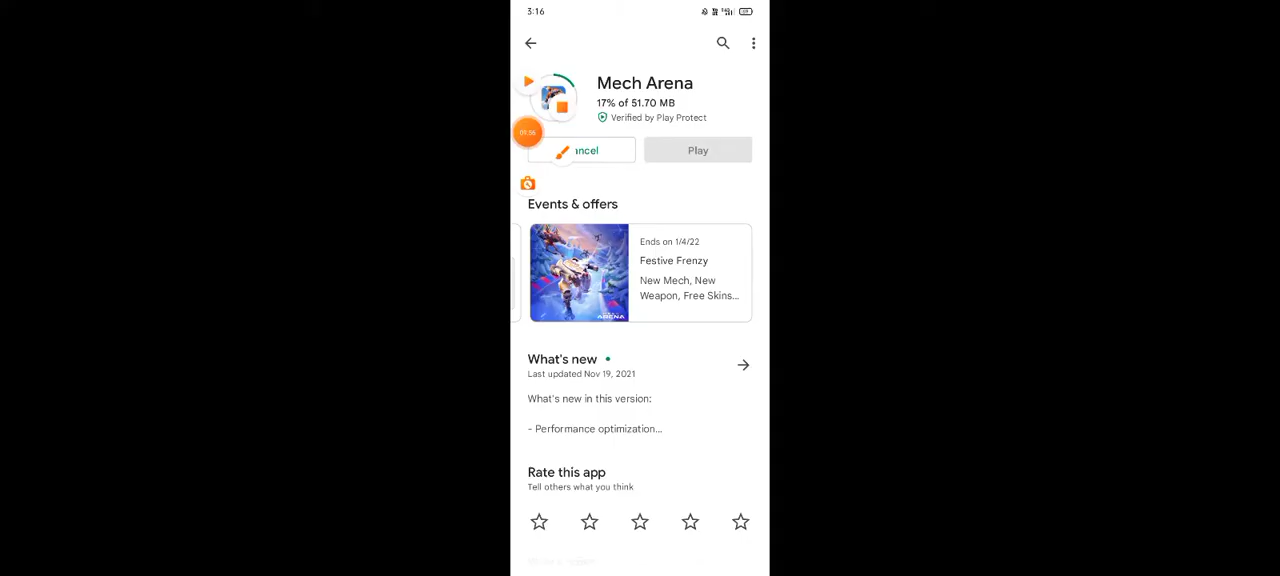 3:16
Mech Arena
17% of 51.70 MB
Verified by Play Protect
ancel
Play
Events & offers
Ends on 1/4/22
Festive Frenzy
New Mech, New
Weapon, Free Skins...
ARENA
What's new
Last updated Nov 19, 2021
What's new in this version:
- Performance optimization...
Rate this app
Tell others what you think